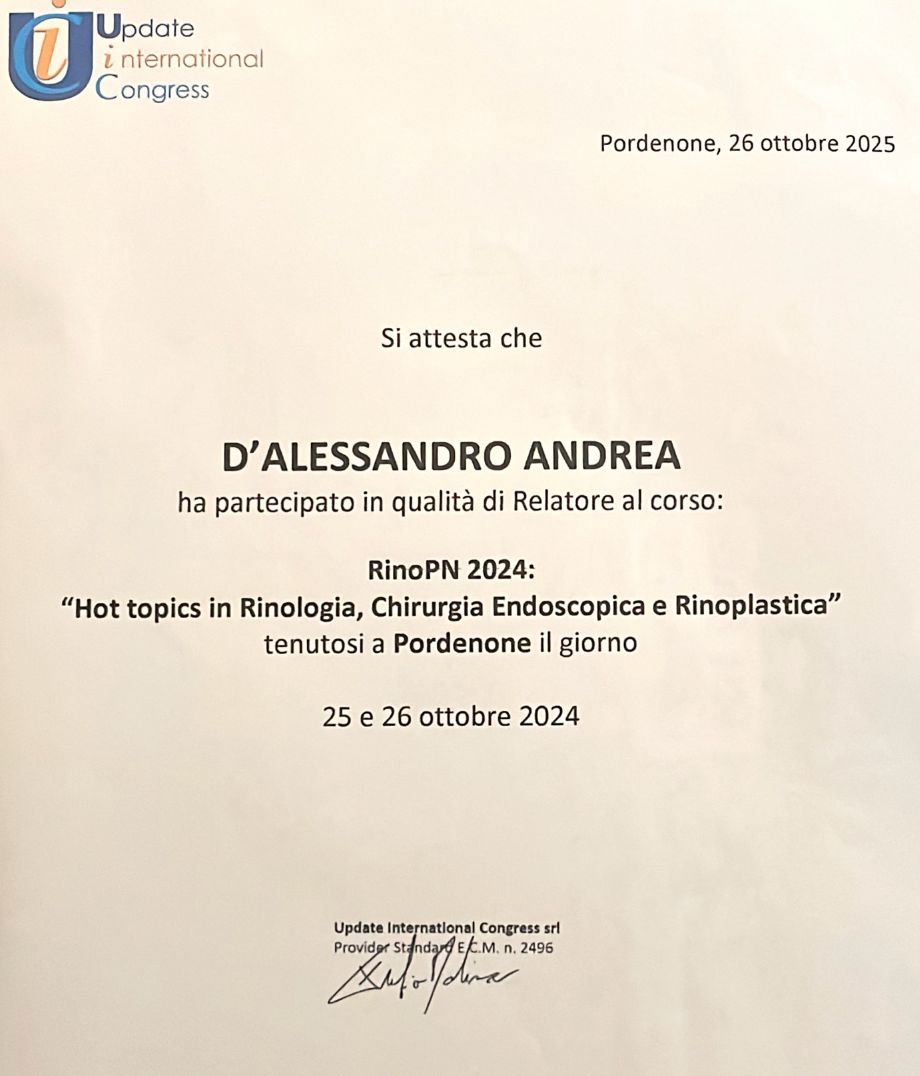 Update
international
Congress
Pordenone, 26 ottobre 2025
Si attesta che
D’ALESSANDRO ANDREA
ha partecipato in qualità di Relatore al corso:
RinoPN 2024:
“Hot topics in Rinologia, Chirurgia Endoscopica e Rinoplastica”
tenutosi a Pordenone il giorno
25 e 26 ottobre 2024
Update International Congress srl
Provider Standard E.C.M. n. 2496